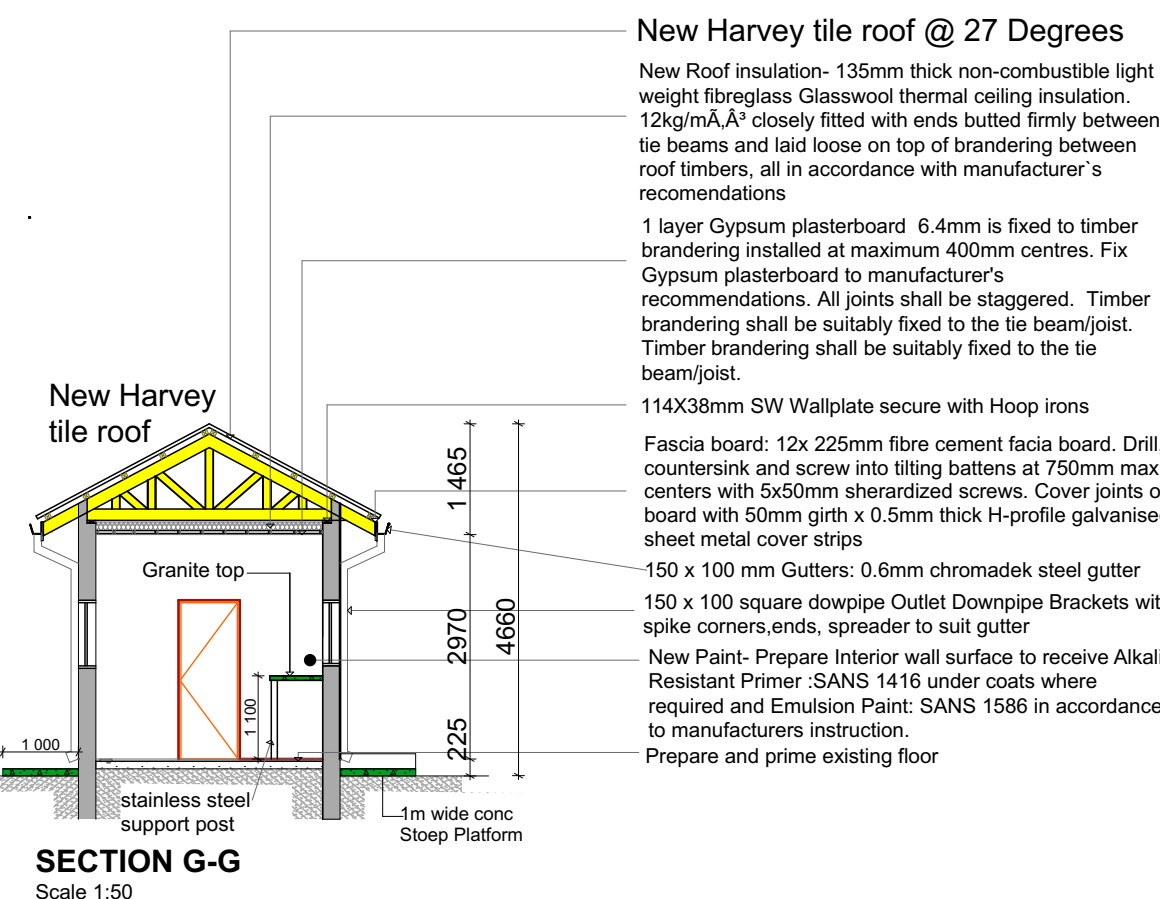 New Harvey tile roof @ 27 Degrees
New Roof insulation- 135mm thick non-combustible light
weight fibreglass Glasswool thermal ceiling insulation.
12kg/mÃ‚Â³ closely fitted with ends butted firmly between
tie beams and laid loose on top of brandering between
roof timbers, all in accordance with manufacturer`s
recomendations
1 layer Gypsum plasterboard 6.4mm is fixed to timber
brandering installed at maximum 400mm centres. Fix
Gypsum plasterboard to manufacturer's
recommendations. All joints shall be staggered. Timber
brandering shall be suitably fixed to the tie beam/joist.
Timber brandering shall be suitably fixed to the tie
beam/joist.
114X38mm SW Wallplate secure with Hoop irons
Fascia board: 12x 225mm fibre cement facia board. Drill,
countersink and screw into tilting battens at 750mm max
centers with 5x50mm sherardized screws. Cover joints o
board with 50mm girth x 0.5mm thick H-profile galvanise
sheet metal cover strips
150 x 100 mm Gutters: 0.6mm chromadek steel gutter
150 x 100 square dowpipe Outlet Downpipe Brackets wit
spike corners,ends, spreader to suit gutter
New Paint- Prepare Interior wall surface to receive Alkali
Resistant Primer :SANS 1416 under coats where
required and Emulsion Paint: SANS 1586 in accordance
to manufacturers instruction.
Prepare and prime existing floor
New Harvey
tile roof
1 465
2970
4660
225
Granite top
1 100
1 000
stainless steel
support post
1m wide conc
Stoep Platform
SECTION G-G
Scale 1:50